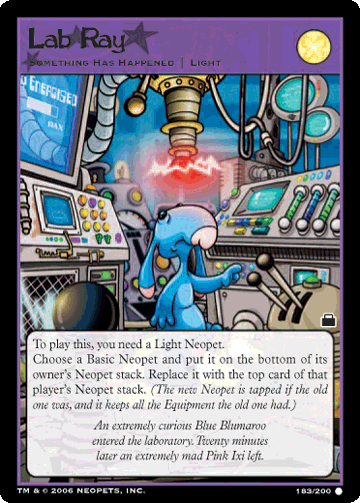 Lab Ray
Something Has Happened | Light
ENERGISED
MAX
To play this, you need a Light Neopet.
Choose a Basic Neopet and put it on the bottom of its
owner's Neopet stack. Replace it with the top card of that
player's Neopet stack. (The new Neopet is tapped if the old
one was, and it keeps all the Equipment the old one had.)
An extremely curious Blue Blumaroo
entered the laboratory. Twenty minutes
later an extremely mad Pink Ixi left.
TM & © 2006 NEOPETS, INC.
183/200